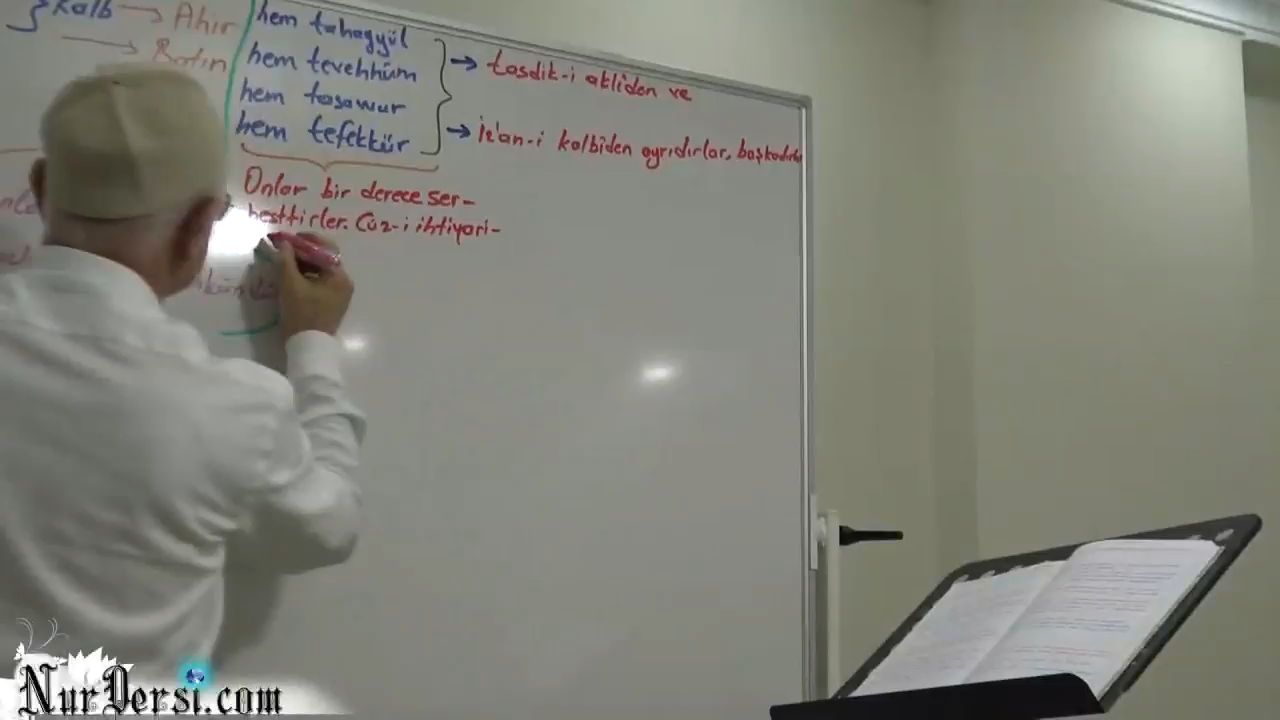 Kalb → Ahir
→ Batın
hem tahayyül
hem tevehhüm
hem tasavvur
hem tefekkür
→ tasdik-i akliden ve
→ iz'an-i kalbiden ayrıdırlar, başkadırlar
Onlar bir derece ser-
besttirler. Cüz-i ihtiyari-
NurDersi.com